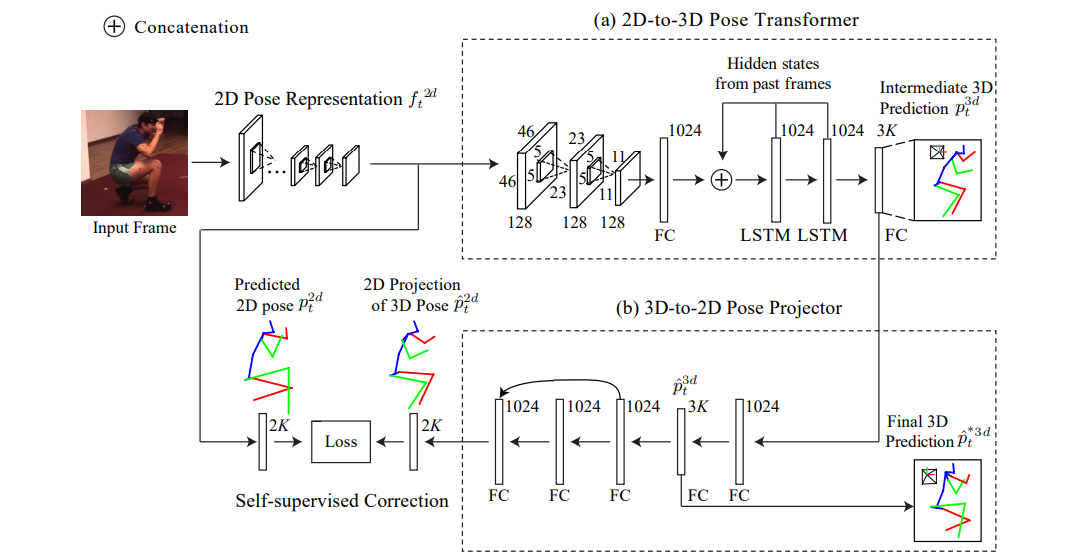 ⊕ Concatenation
(a) 2D-to-3D Pose Transformer
2D Pose Representation f_t^{2d}
Hidden states
from past frames
Intermediate 3D
Prediction p_t^{3d}
46
5
46
5
128
23
5
23
5
128
11
11
128
1024
FC
1024
LSTM
1024
LSTM
3K
FC
Input Frame
Predicted
2D pose p_t^{2d}
2D Projection
of 3D Pose p̂_t^{2d}
(b) 3D-to-2D Pose Projector
2K
Loss
2K
1024
FC
1024
FC
1024
FC
p̂_t^{3d}
3K
FC
1024
FC
Final 3D
Prediction p̂_t^{*3d}
Self-supervised Correction